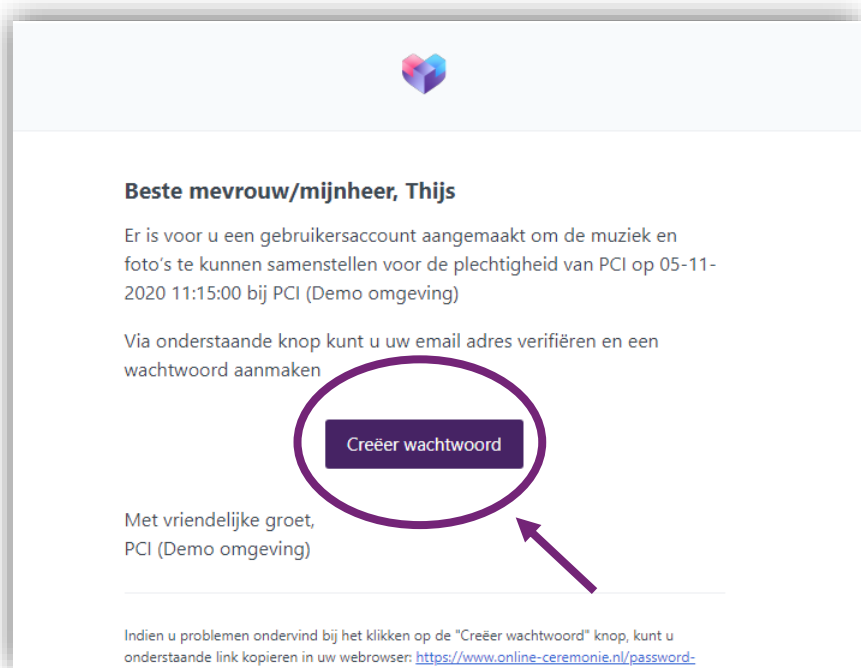 Beste mevrouw/mijnheer, Thijs
Er is voor u een gebruikersaccount aangemaakt om de muziek en
foto's te kunnen samenstellen voor de plechtigheid van PCI op 05-11-
2020 11:15:00 bij PCI (Demo omgeving)
Via onderstaande knop kunt u uw email adres verifiëren en een
wachtwoord aanmaken
Creëer wachtwoord
Met vriendelijke groet,
PCI (Demo omgeving)
Indien u problemen ondervind bij het klikken op de "Creëer wachtwoord" knop, kunt u
onderstaande link kopieren in uw webrowser: https://www.online-ceremonie.nl/password-